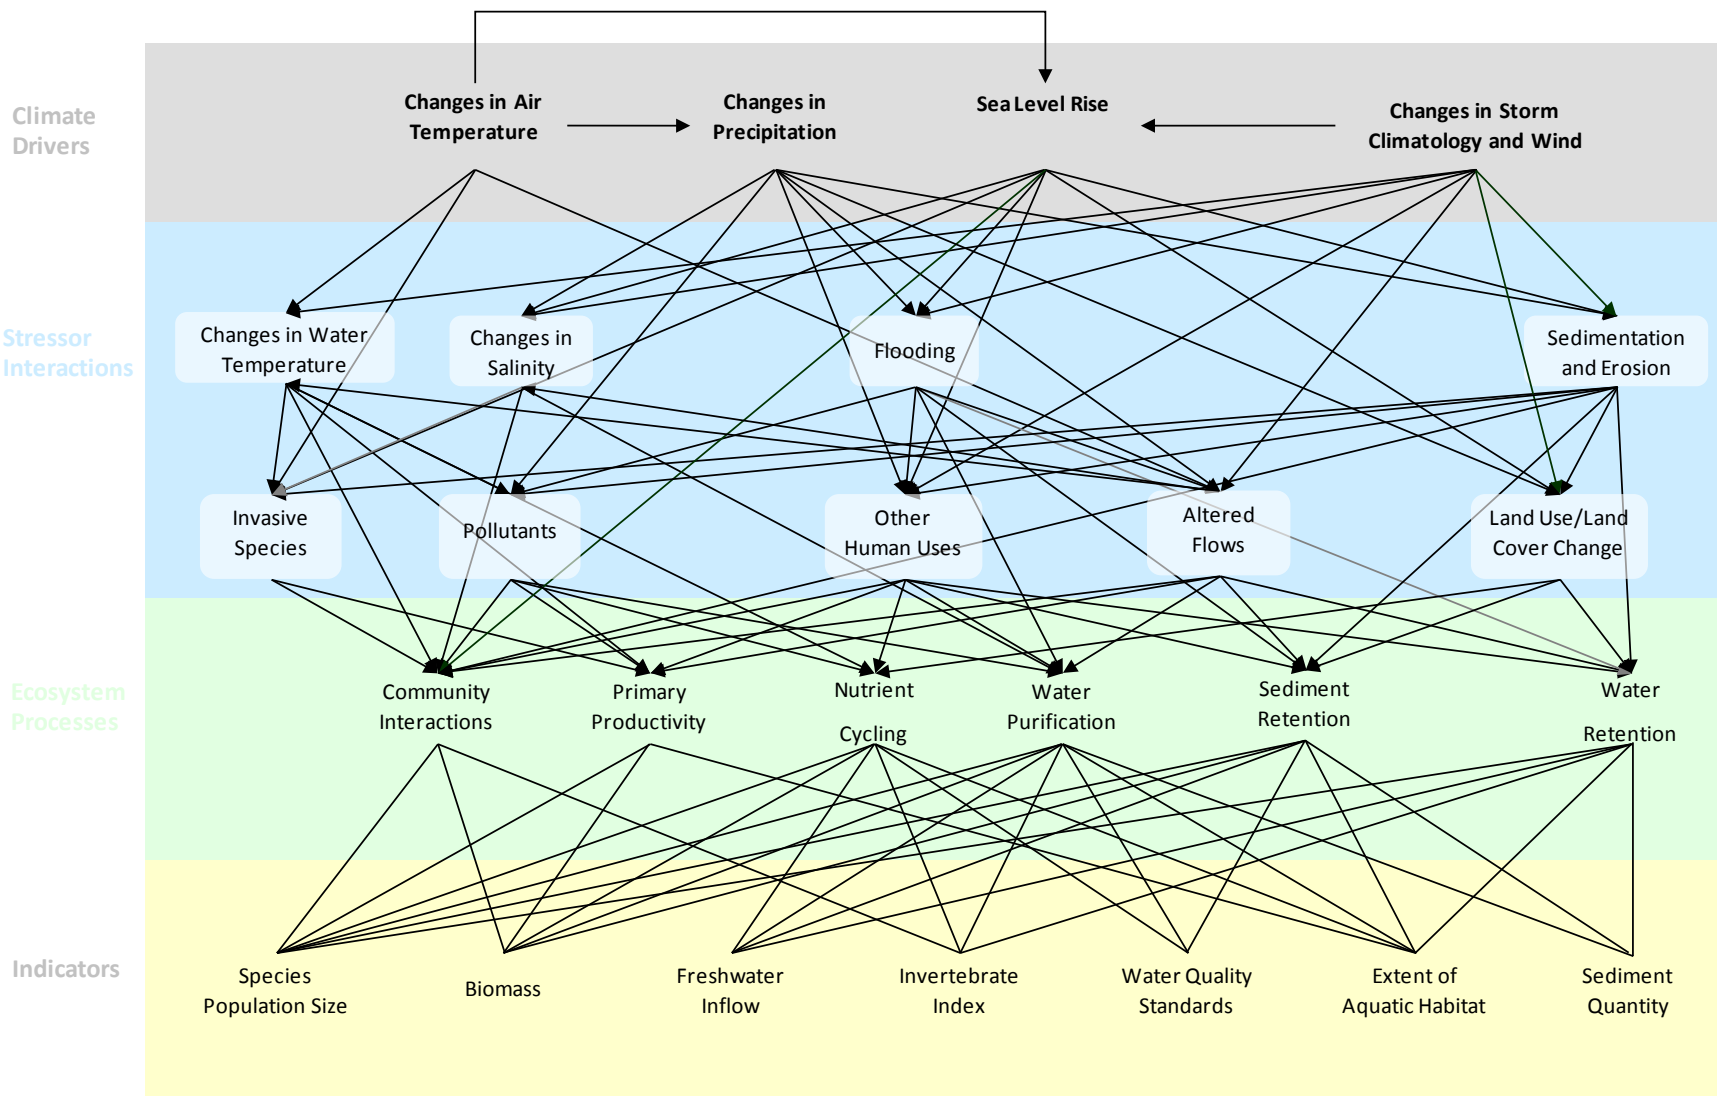 Climate
Drivers
Changes in Air
Temperature
Changes in
Precipitation
Sea Level Rise
Changes in Storm
Climatology and Wind
Stressor
Interactions
Changes in Water
Temperature
Changes in
Salinity
Flooding
Sedimentation
and Erosion
Invasive
Species
Pollutants
Other
Human Uses
Altered
Flows
Land Use/Land
Cover Change
Ecosystem
Processes
Community
Interactions
Primary
Productivity
Nutrient
Cycling
Water
Purification
Sediment
Retention
Water
Retention
Indicators
Species
Population Size
Biomass
Freshwater
Inflow
Invertebrate
Index
Water Quality
Standards
Extent of
Aquatic Habitat
Sediment
Quantity